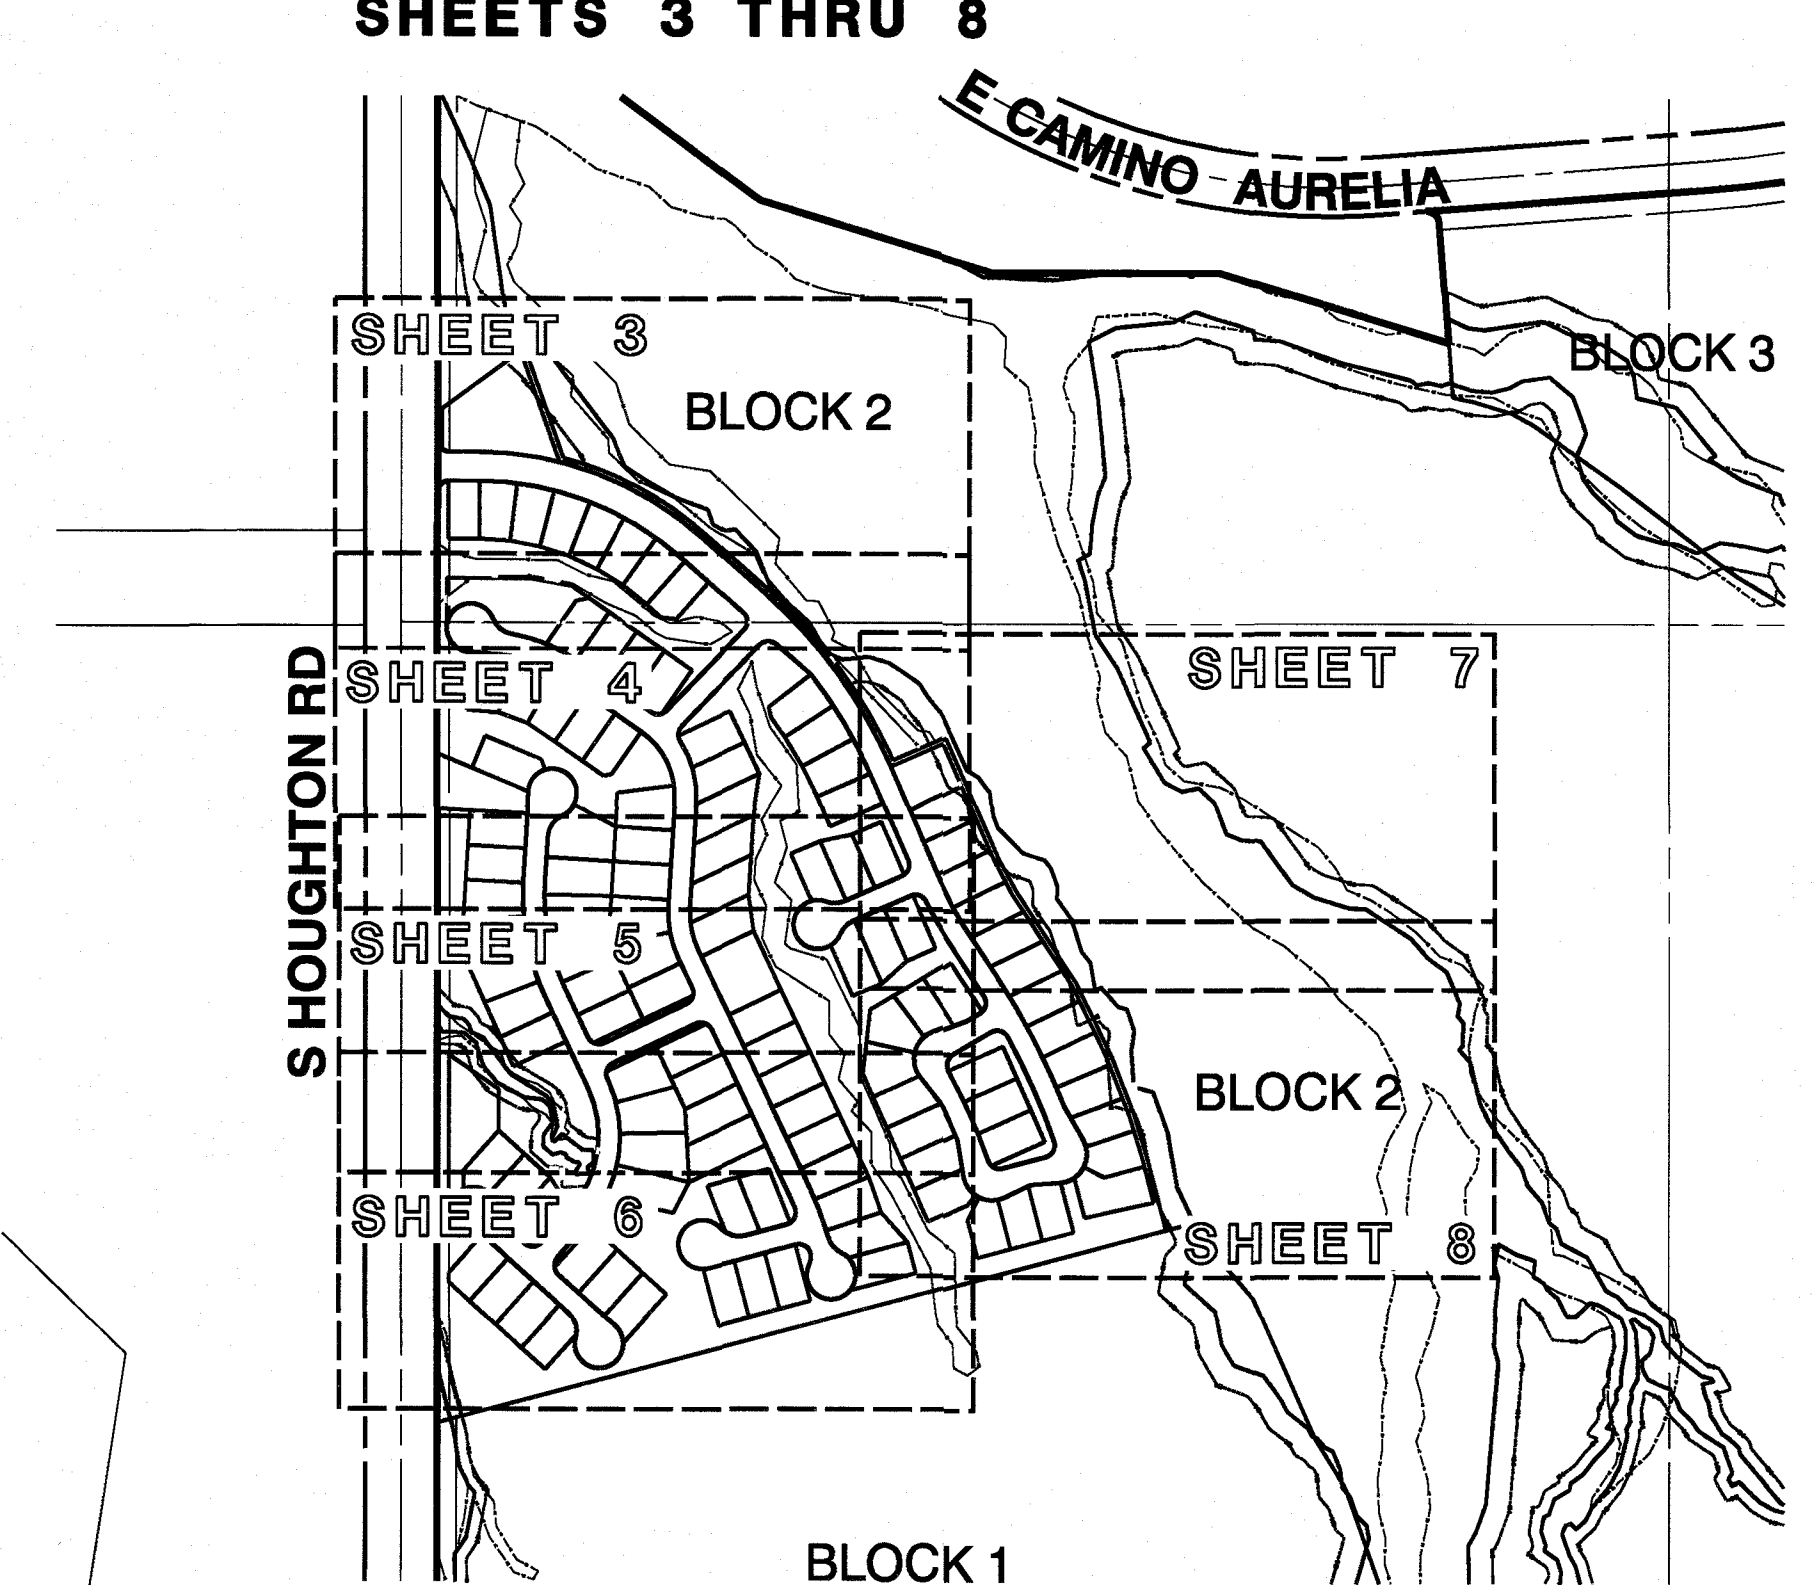 SHEETS 3 THRU 8
E CAMINO AURELIA
SHEET 3
BLOCK 3
BLOCK 2
SHEET 7
SHEET 4
S HOUGHTON RD
SHEET 5
BLOCK 2
SHEET 6
SHEET 8
BLOCK 1